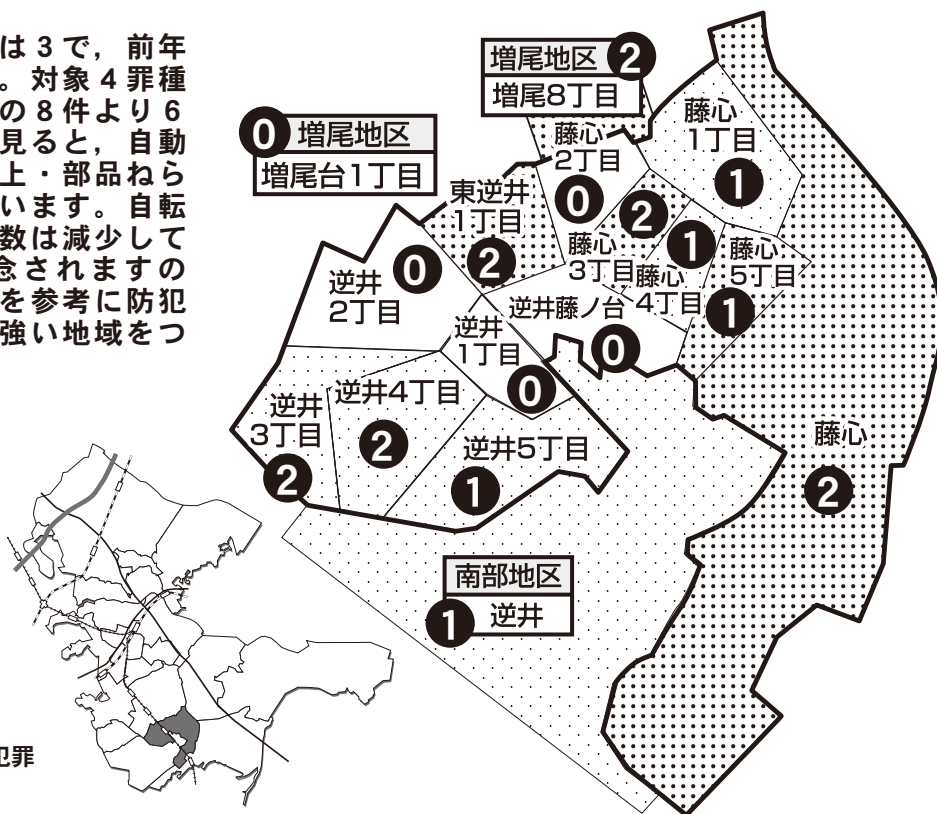 は3で，前年
。対象4罪種
の8件より6
見ると，自動
上・部品ねら
います。自転
数は減少して
念されますの
を参考に防犯
強い地域をつ
増尾地区 2
増尾8丁目
0 増尾地区
増尾台1丁目
藤心
1丁目
1
藤心
2丁目
0
東逆井
1丁目
2
2
藤心
3丁目
1
藤心
4丁目
藤心
5丁目
1
逆井
2丁目
0
逆井藤ノ台
0
逆井
1丁目
0
逆井4丁目
2
逆井
3丁目
2
逆井5丁目
1
藤心
2
南部地区
1 逆井
犯罪